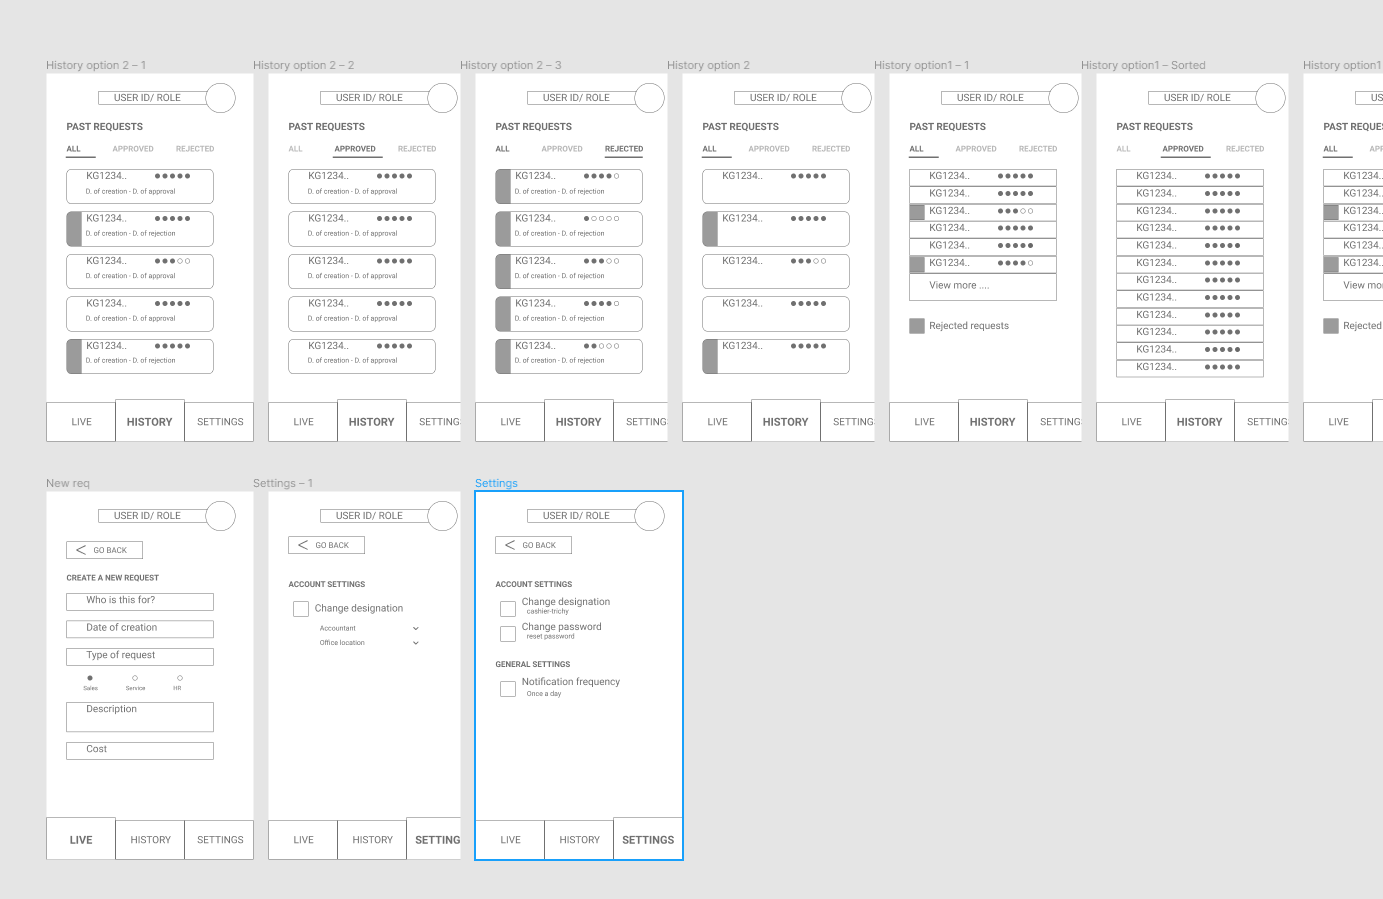 History option 2 – 1
USER ID/ ROLE
PAST REQUESTS
ALL APPROVED REJECTED
KG1234..
D. of creation - D. of approval
KG1234..
D. of creation - D. of rejection
KG1234..
D. of creation - D. of approval
KG1234..
D. of creation - D. of approval
KG1234..
D. of creation - D. of rejection
LIVE HISTORY SETTINGS
History option 2 – 2
USER ID/ ROLE
PAST REQUESTS
ALL APPROVED REJECTED
KG1234..
D. of creation - D. of approval
KG1234..
D. of creation - D. of approval
KG1234..
D. of creation - D. of approval
KG1234..
D. of creation - D. of approval
KG1234..
D. of creation - D. of approval
LIVE HISTORY SETTING
History option 2 – 3
USER ID/ ROLE
PAST REQUESTS
ALL APPROVED REJECTED
KG1234..
D. of creation - D. of rejection
KG1234..
D. of creation - D. of rejection
KG1234..
D. of creation - D. of rejection
KG1234..
D. of creation - D. of rejection
KG1234..
D. of creation - D. of rejection
LIVE HISTORY SETTING
History option 2
USER ID/ ROLE
PAST REQUESTS
ALL APPROVED REJECTED
KG1234..
KG1234..
KG1234..
KG1234..
KG1234..
LIVE HISTORY SETTING
History option1 – 1
USER ID/ ROLE
PAST REQUESTS
ALL APPROVED REJECTED
KG1234..
KG1234..
KG1234..
KG1234..
KG1234..
KG1234..
View more ....
Rejected requests
LIVE HISTORY SETTING
History option1 – Sorted
USER ID/ ROLE
PAST REQUESTS
ALL APPROVED REJECTED
KG1234..
KG1234..
KG1234..
KG1234..
KG1234..
KG1234..
KG1234..
KG1234..
KG1234..
KG1234..
KG1234..
KG1234..
LIVE HISTORY SETTING
History option1
US
PAST REQUES
ALL AP
KG1234..
KG1234..
KG1234..
KG1234..
KG1234..
KG1234..
View mo
Rejected
LIVE
New req
USER ID/ ROLE
GO BACK
CREATE A NEW REQUEST
Who is this for?
Date of creation
Type of request
Sales Service HR
Description
Cost
LIVE HISTORY SETTINGS
Settings – 1
USER ID/ ROLE
GO BACK
ACCOUNT SETTINGS
Change designation
Accountant
Office location
LIVE HISTORY SETTING
Settings
USER ID/ ROLE
GO BACK
ACCOUNT SETTINGS
Change designation
cashier-trichy
Change password
reset password
GENERAL SETTINGS
Notification frequency
Once a day
LIVE HISTORY SETTINGS